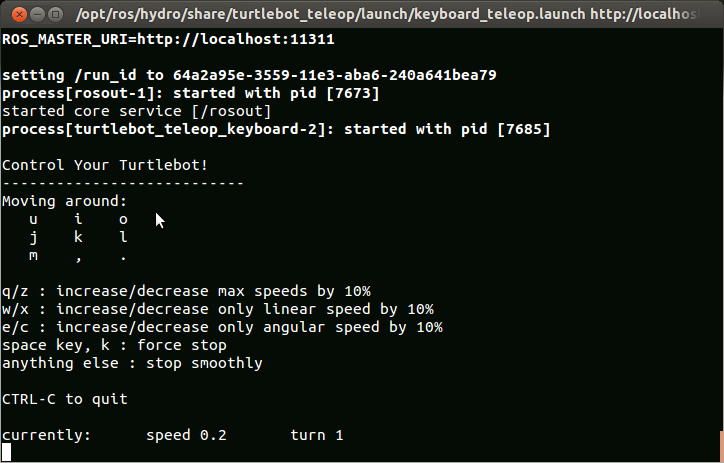 /opt/ros/hydro/share/turtlebot_teleop/launch/keyboard_teleop.launch http://localhos
ROS_MASTER_URI=http://localhost:11311
setting /run_id to 64a2a95e-3559-11e3-aba6-240a641bea79
process[rosout-1]: started with pid [7673]
started core service [/rosout]
process[turtlebot_teleop_keyboard-2]: started with pid [7685]
Control Your Turtlebot!
---------------------------
Moving around:
   u    i    o
   j    k    l
   m    ,    .
q/z : increase/decrease max speeds by 10%
w/x : increase/decrease only linear speed by 10%
e/c : increase/decrease only angular speed by 10%
space key, k : force stop
anything else : stop smoothly
CTRL-C to quit
currently:      speed 0.2       turn 1